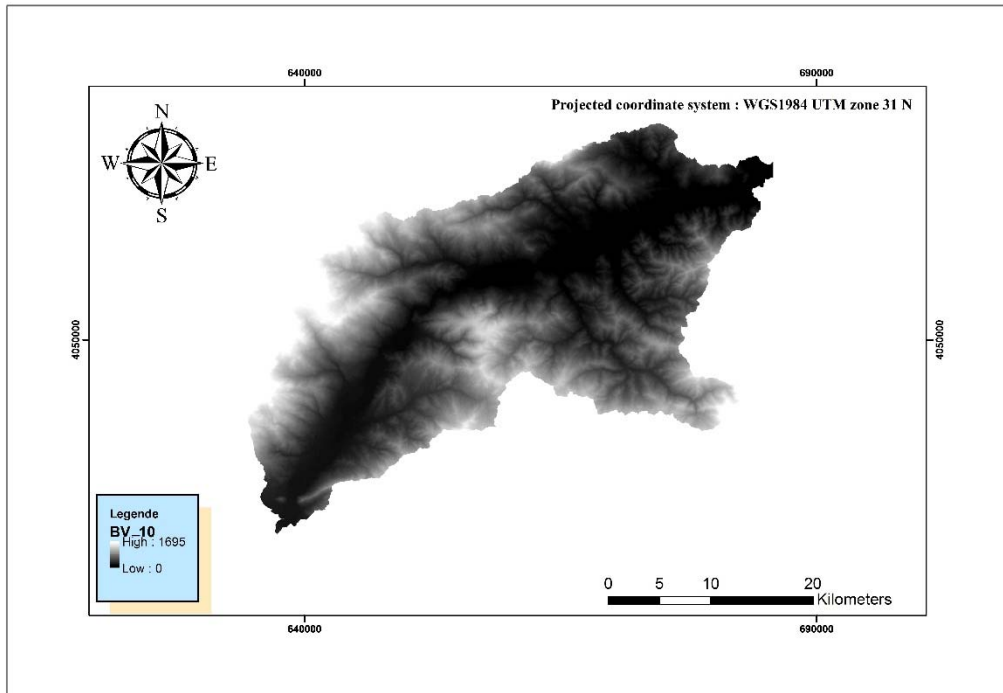 640000
690000
Projected coordinate system : WGS1984 UTM zone 31 N
N
W
E
S
4050000
4050000
Legende
BV_10
High : 1695
Low : 0
0 5 10 20
Kilometers
640000
690000